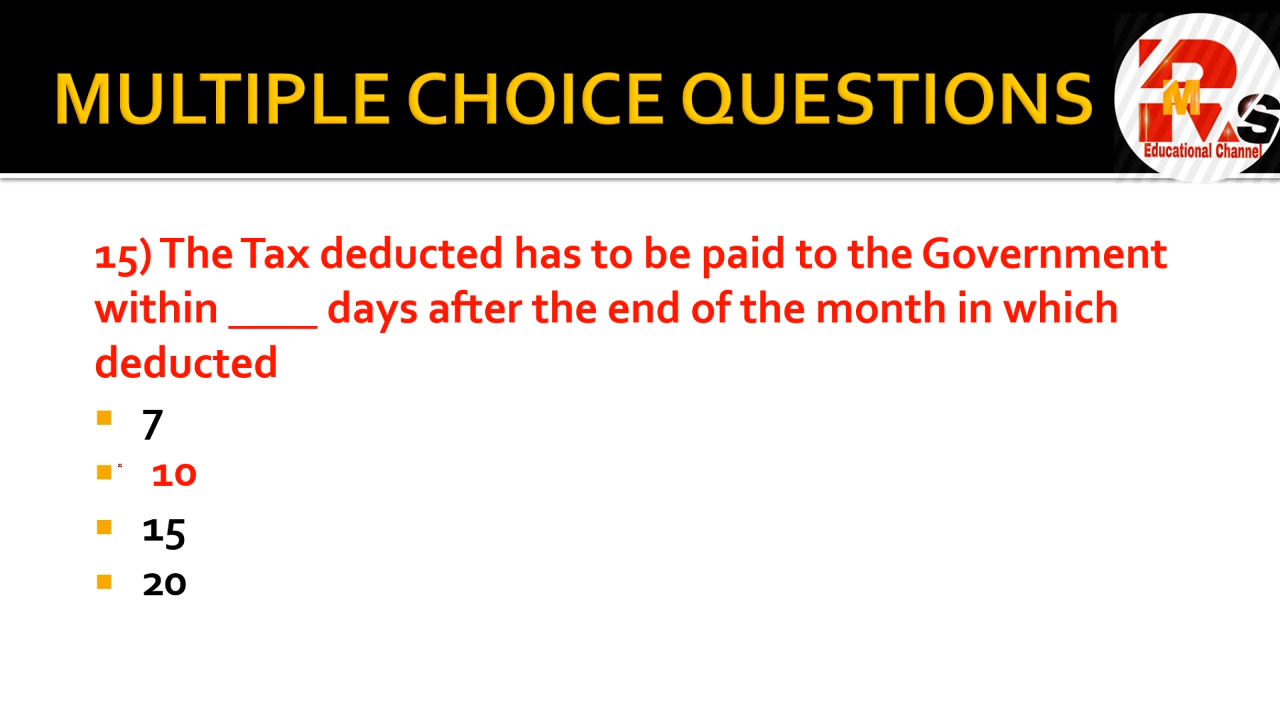 MULTIPLE CHOICE QUESTIONS
M
S
Educational Channel
15) The Tax deducted has to be paid to the Government
within ____ days after the end of the month in which
deducted
7
10
15
20